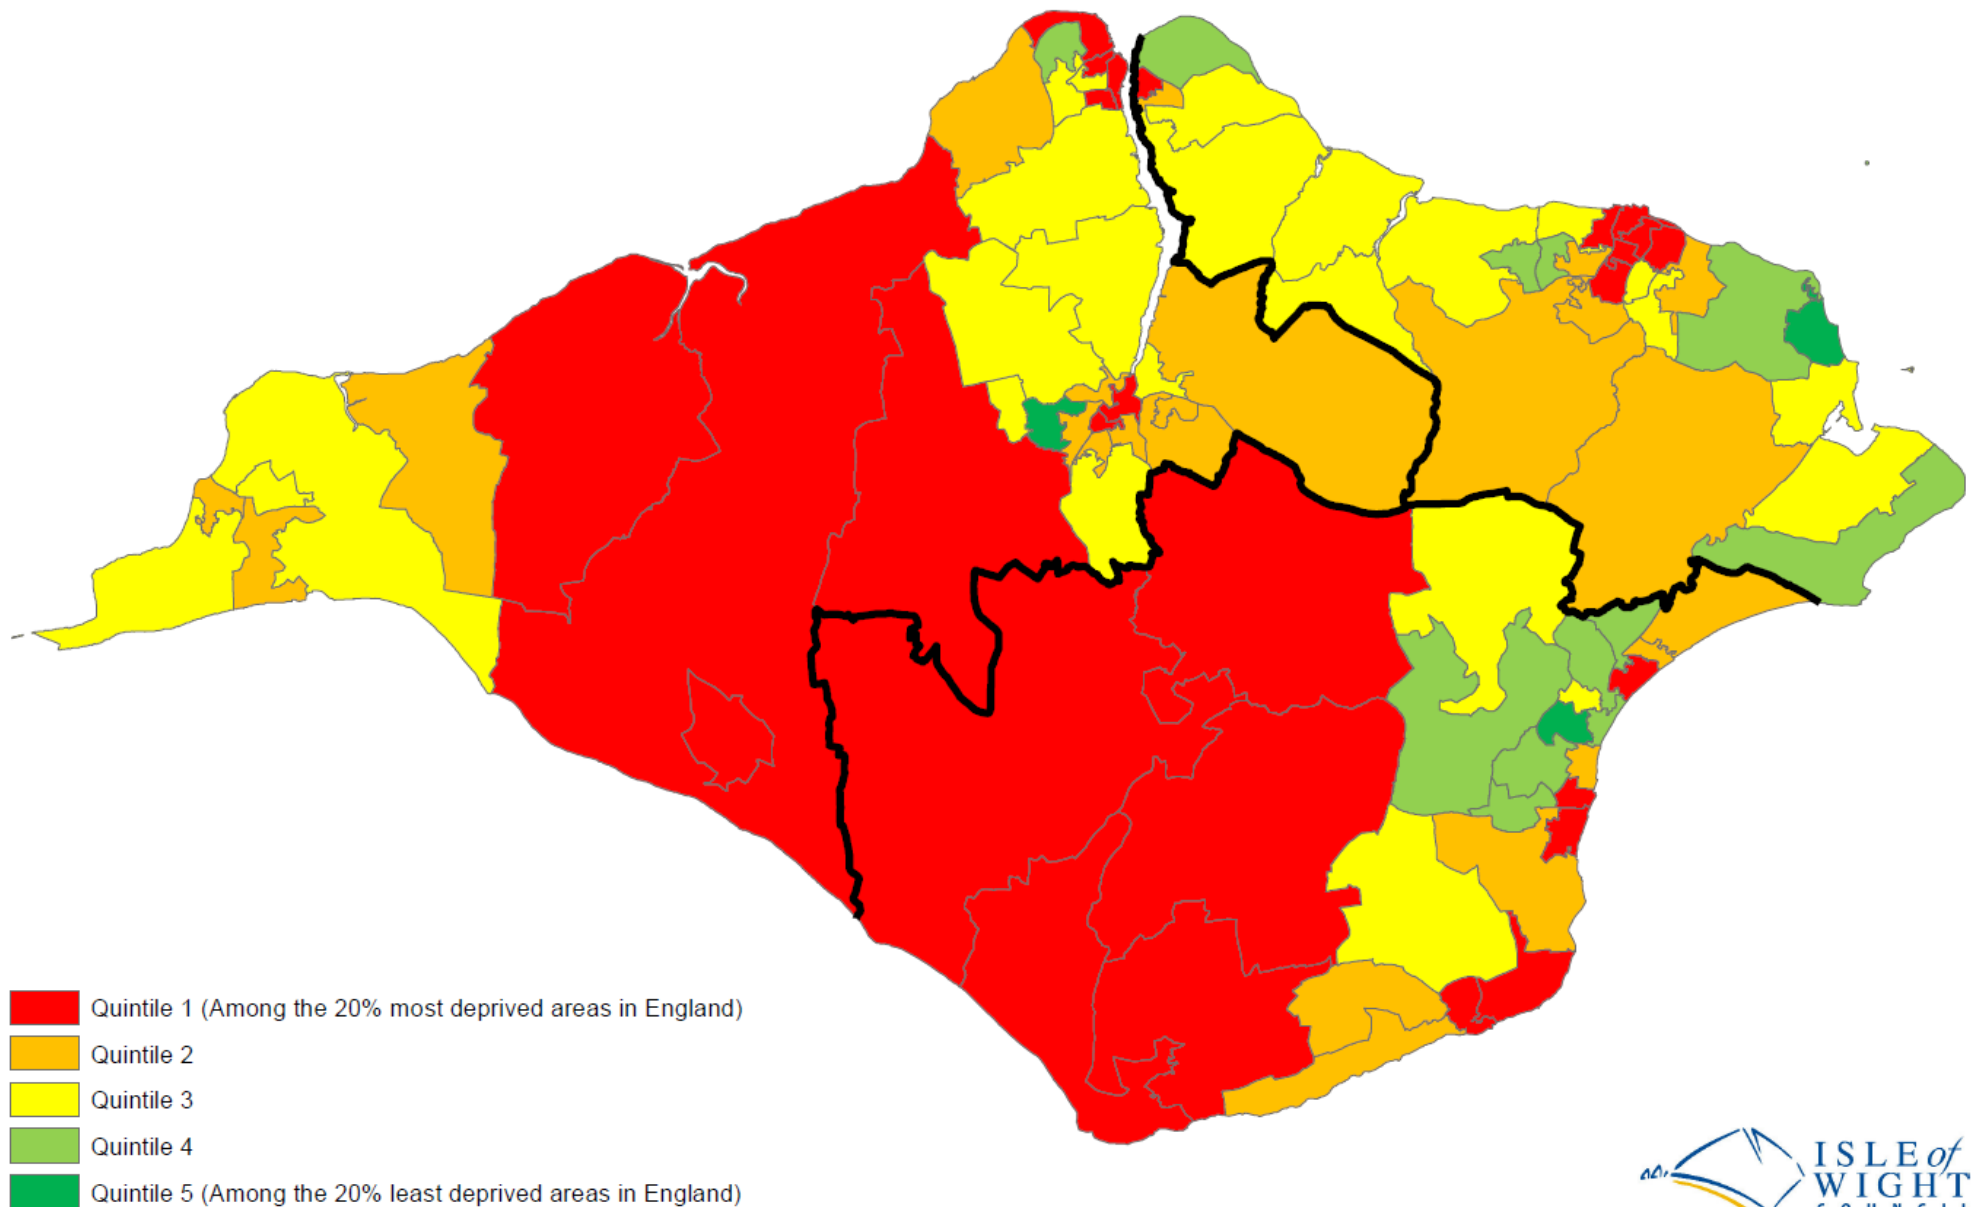 Quintile 1 (Among the 20% most deprived areas in England)
Quintile 2
Quintile 3
Quintile 4
Quintile 5 (Among the 20% least deprived areas in England)
ISLE of
WIGHT